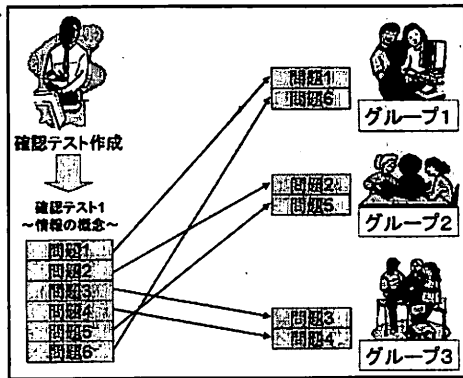 確認テスト作成
確認テスト1
～情報の概念～
問題1
問題2
問題3
問題4
問題5
問題6
問題1
問題6
グループ1
問題2
問題5
グループ2
問題3
問題4
グループ3